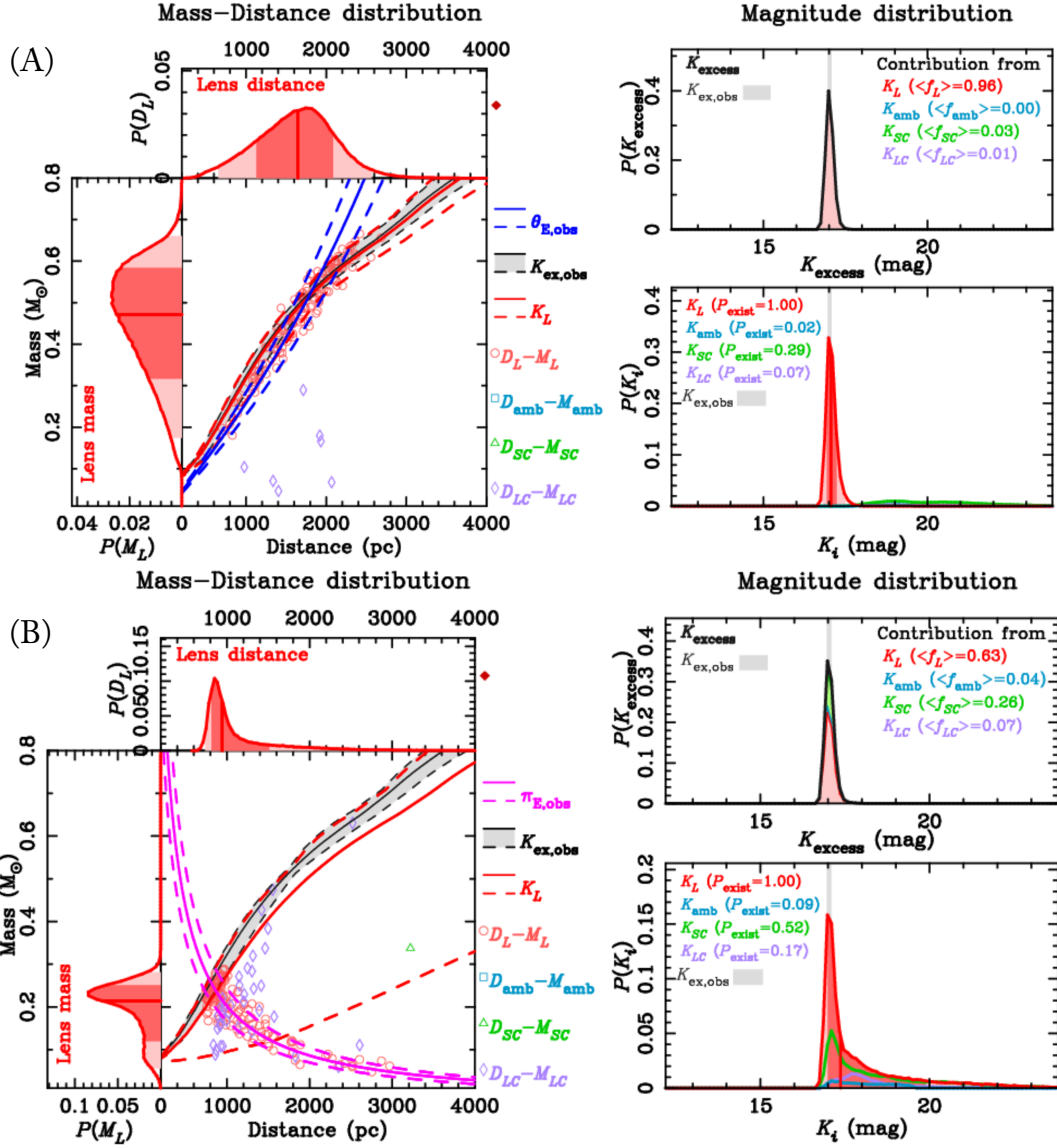 (A)
Mass-Distance distribution
1000 2000 3000 4000
0.05
0
P(D_L)
Lens distance
0.8
0.6
0.4
0.2
Mass (M_⊙)
Lens mass
θ_E,obs
K_ex,obs
K_L
D_L-M_L
D_amb-M_amb
D_SC-M_SC
D_LC-M_LC
0.04 0.02 0 1000 2000 3000 4000
P(M_L) Distance (pc)
Magnitude distribution
K_excess
K_ex,obs
Contribution from
K_L (<f_L>=0.96)
K_amb (<f_amb>=0.00)
K_SC (<f_SC>=0.03)
K_LC (<f_LC>=0.01)
P(K_excess)
0.4
0.2
0
15 20
K_excess (mag)
K_L (P_exist=1.00)
K_amb (P_exist=0.02)
K_SC (P_exist=0.29)
K_LC (P_exist=0.07)
K_ex,obs
P(K_i)
0.4
0.3
0.2
0.1
0
15 20
K_i (mag)
(B)
Mass-Distance distribution
1000 2000 3000 4000
0.15
0.10
0.05
0
P(D_L)
Lens distance
0.8
0.6
0.4
0.2
Mass (M_⊙)
Lens mass
π_E,obs
K_ex,obs
K_L
D_L-M_L
D_amb-M_amb
D_SC-M_SC
D_LC-M_LC
0.1 0.05 0 1000 2000 3000 4000
P(M_L) Distance (pc)
Magnitude distribution
K_excess
K_ex,obs
Contribution from
K_L (<f_L>=0.63)
K_amb (<f_amb>=0.04)
K_SC (<f_SC>=0.26)
K_LC (<f_LC>=0.07)
P(K_excess)
0.4
0.3
0.2
0.1
0
15 20
K_excess (mag)
K_L (P_exist=1.00)
K_amb (P_exist=0.09)
K_SC (P_exist=0.52)
K_LC (P_exist=0.17)
K_ex,obs
P(K_i)
0.2
0.15
0.1
0.05
0
15 20
K_i (mag)